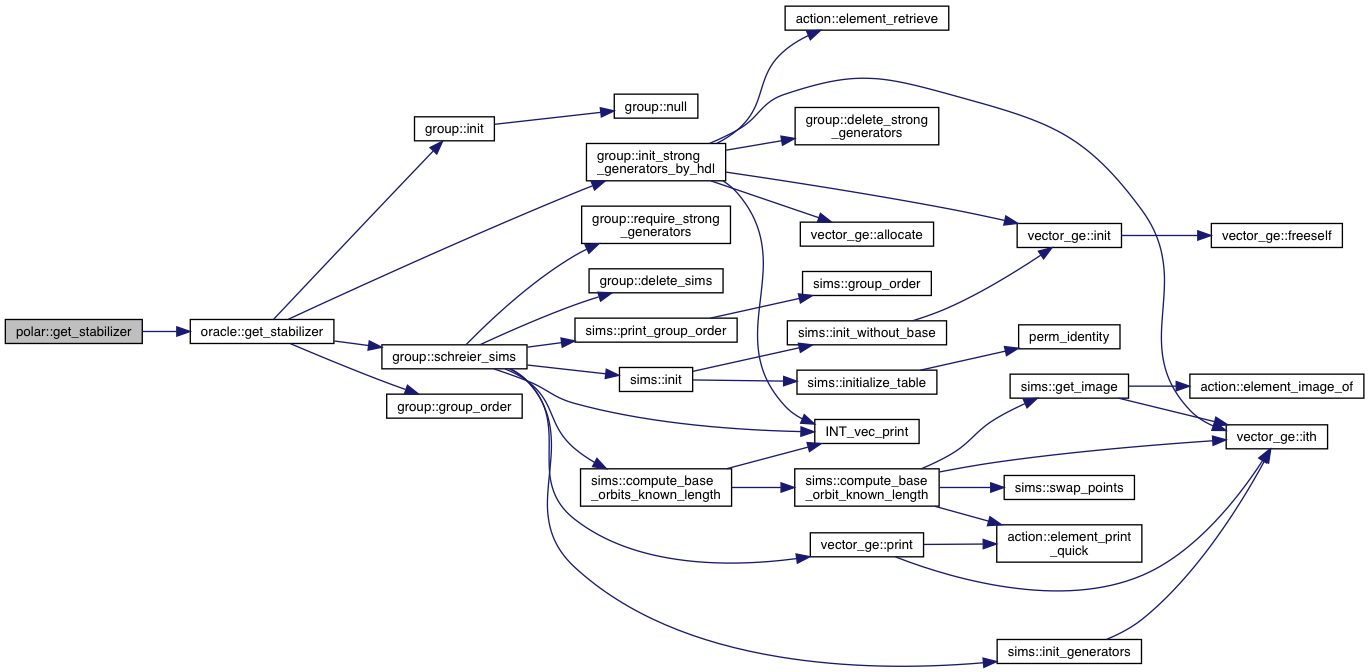 action::element_retrieve
group::null
group::init
group::delete_strong
_generators
group::init_strong
_generators_by_hdl
group::require_strong
_generators
vector_ge::allocate
vector_ge::init
vector_ge::freeself
group::delete_sims
sims::group_order
polar::get_stabilizer
oracle::get_stabilizer
sims::print_group_order
sims::init_without_base
perm_identity
group::schreier_sims
sims::init
sims::initialize_table
sims::get_image
action::element_image_of
group::group_order
INT_vec_print
vector_ge::ith
sims::compute_base
_orbits_known_length
sims::compute_base
_orbit_known_length
sims::swap_points
vector_ge::print
action::element_print
_quick
sims::init_generators